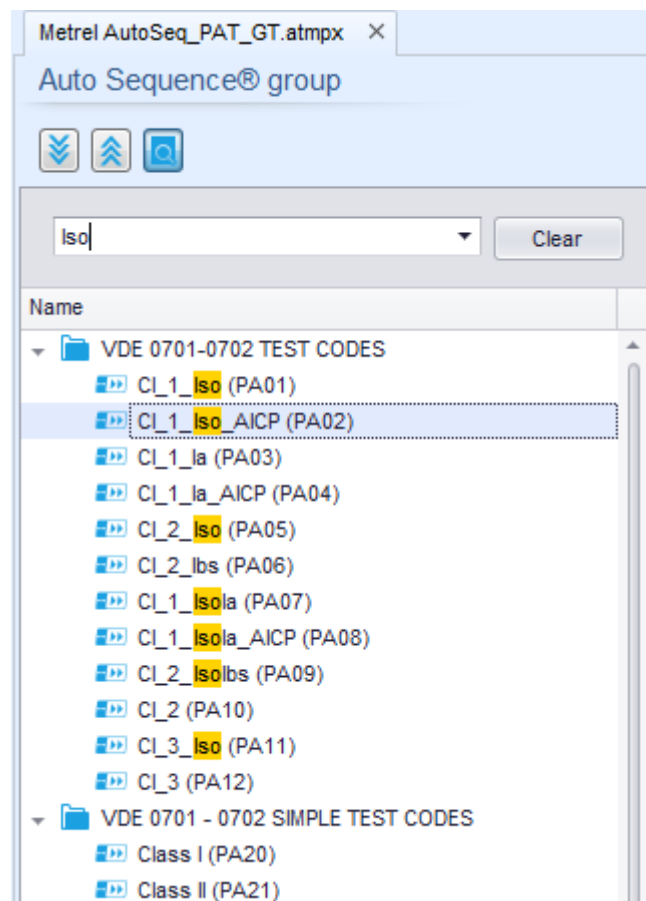 Metrel AutoSeq_PAT_GT.atmpx
Auto Sequence® group
Iso
Clear
Name
VDE 0701-0702 TEST CODES
Cl_1_Iso (PA01)
Cl_1_Iso_AICP (PA02)
Cl_1_Ia (PA03)
Cl_1_Ia_AICP (PA04)
Cl_2_Iso (PA05)
Cl_2_Ibs (PA06)
Cl_1_IsoIa (PA07)
Cl_1_IsoIa_AICP (PA08)
Cl_2_IsoIbs (PA09)
Cl_2 (PA10)
Cl_3_Iso (PA11)
Cl_3 (PA12)
VDE 0701 - 0702 SIMPLE TEST CODES
Class I (PA20)
Class II (PA21)